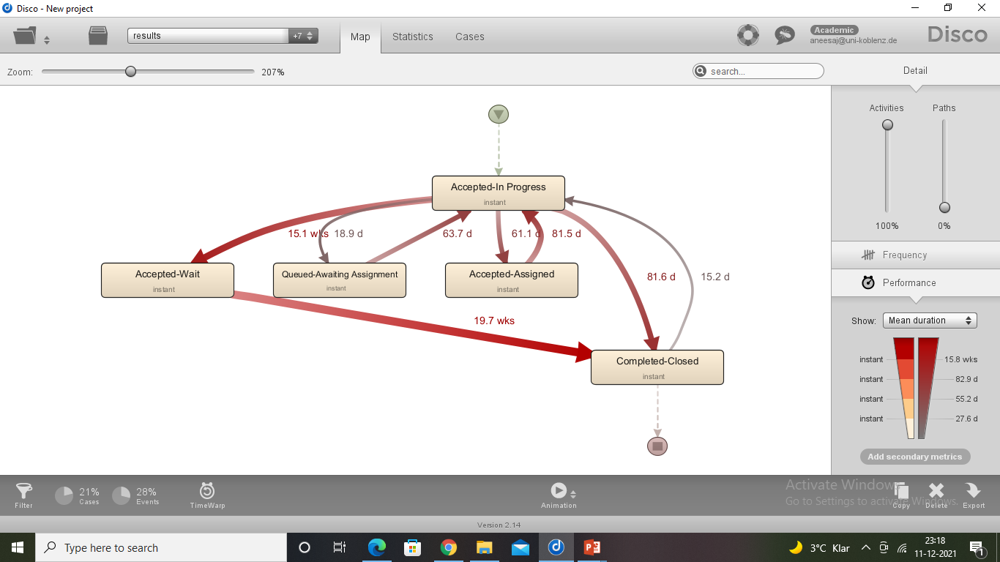 Disco - New project
results
+7
Map
Statistics
Cases
Academic
aneesaj@uni-koblenz.de
Disco
Zoom:
207%
search...
Detail
Activities
Paths
100%
0%
Frequency
Performance
Show:
Mean duration
instant
15.8 wks
instant
82.9 d
instant
55.2 d
instant
27.6 d
Add secondary metrics
Accepted-In Progress
instant
15.1 wks
18.9 d
63.7 d
61.1 d
81.5 d
Accepted-Wait
instant
Queued-Awaiting Assignment
instant
Accepted-Assigned
instant
81.6 d
15.2 d
19.7 wks
Completed-Closed
instant
Filter
21%
Cases
28%
Events
TimeWarp
Animation
Activate Windows
Go to Settings to activate Windows.
Copy
Delete
Export
Version 2.14
Type here to search
3°C Klar
23:18
11-12-2021
1